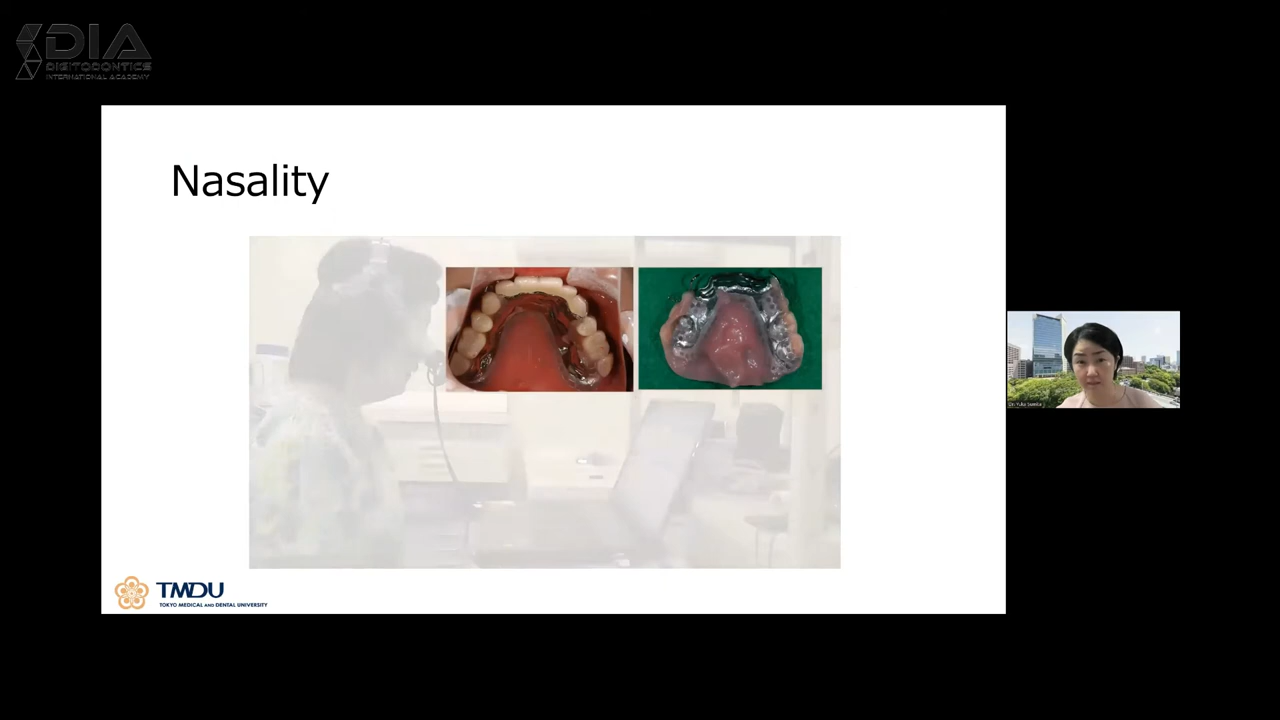 DIA
DIGITODONTICS
INTERNATIONAL ACADEMY
Nasality
TMDU
TOKYO MEDICAL AND DENTAL UNIVERSITY